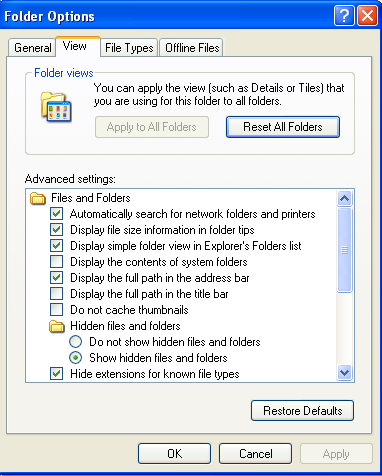 Folder Options
General
View
File Types
Offline Files
Folder views
You can apply the view (such as Details or Tiles) that
you are using for this folder to all folders.
Apply to All Folders
Reset All Folders
Advanced settings:
Files and Folders
Automatically search for network folders and printers
Display file size information in folder tips
Display simple folder view in Explorer's Folders list
Display the contents of system folders
Display the full path in the address bar
Display the full path in the title bar
Do not cache thumbnails
Hidden files and folders
Do not show hidden files and folders
Show hidden files and folders
Hide extensions for known file types
Restore Defaults
OK
Cancel
Apply